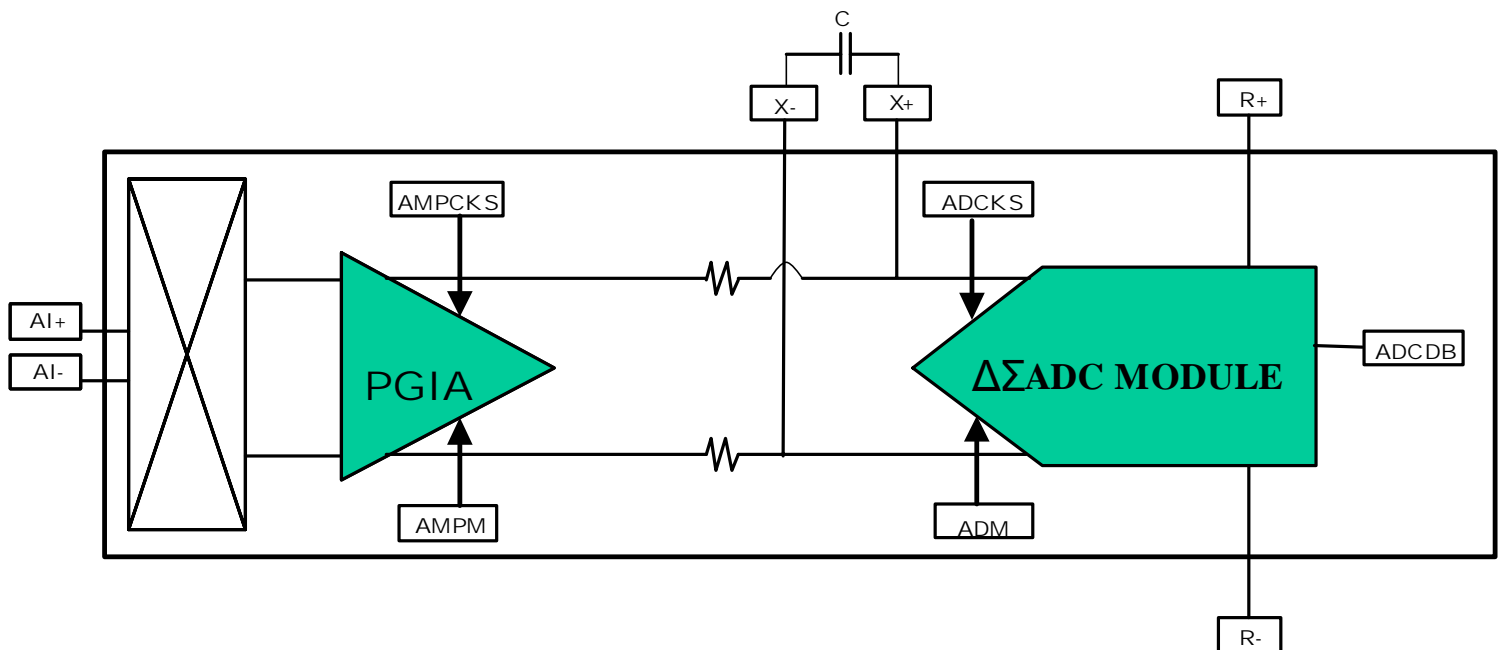 C
X-
X+
R+
AMPCKS
ADCKS
AI+
AI-
PGIA
ΔΣADC MODULE
ADCDB
AMPM
ADM
R-